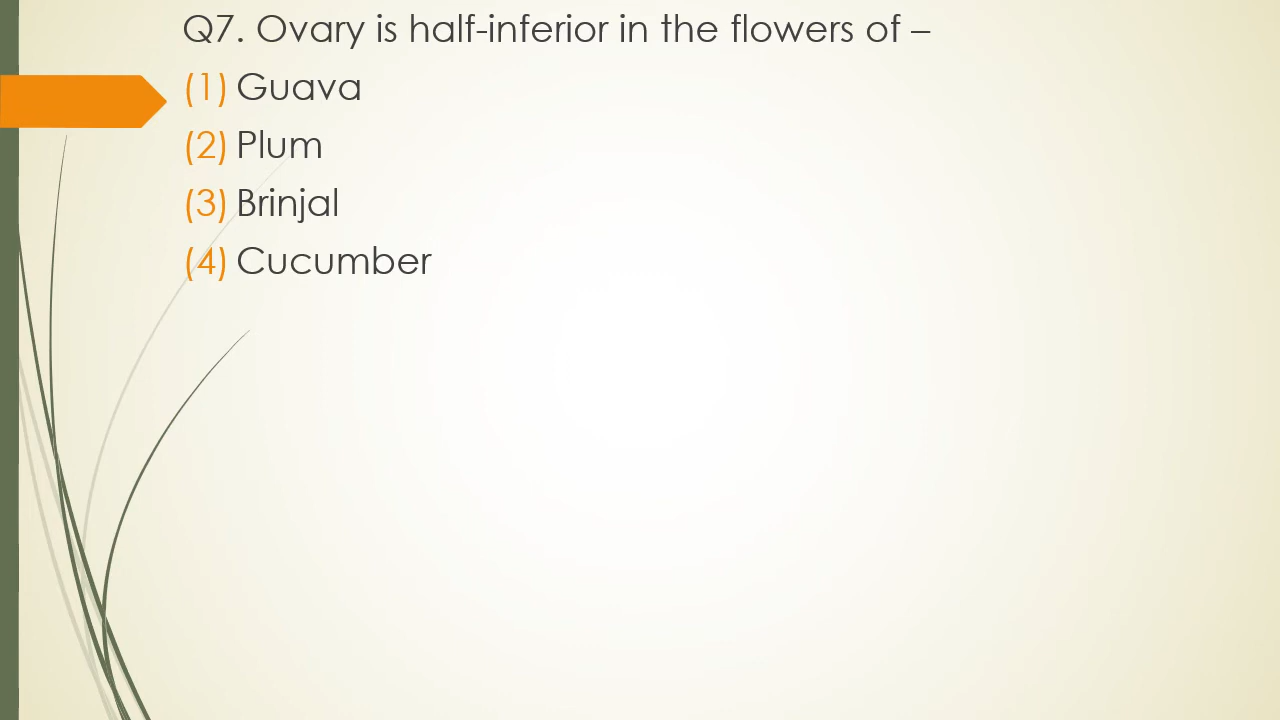 Q7. Ovary is half-inferior in the flowers of –
(1) Guava
(2) Plum
(3) Brinjal
(4) Cucumber